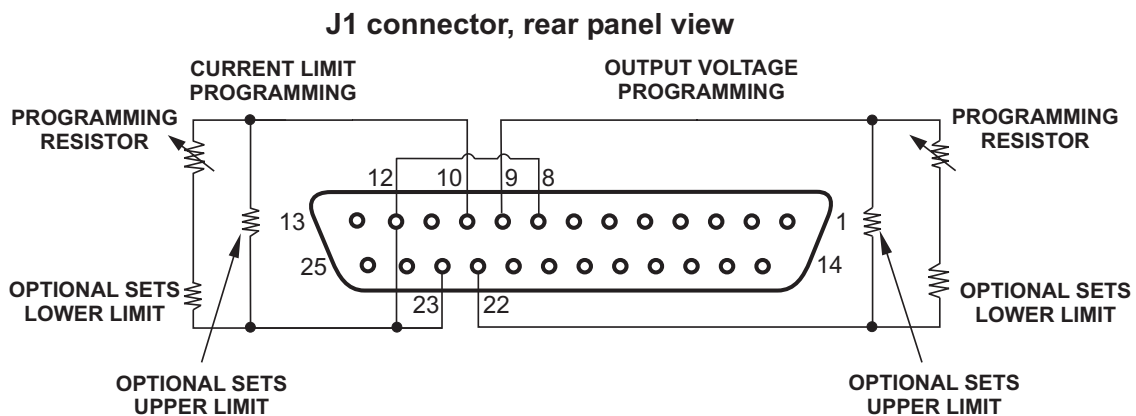 J1 connector, rear panel view
CURRENT LIMIT
PROGRAMMING
OUTPUT VOLTAGE
PROGRAMMING
PROGRAMMING
RESISTOR
PROGRAMMING
RESISTOR
12 10 9 8
13 1
25 14
23 22
OPTIONAL SETS
LOWER LIMIT
OPTIONAL SETS
LOWER LIMIT
OPTIONAL SETS
UPPER LIMIT
OPTIONAL SETS
UPPER LIMIT